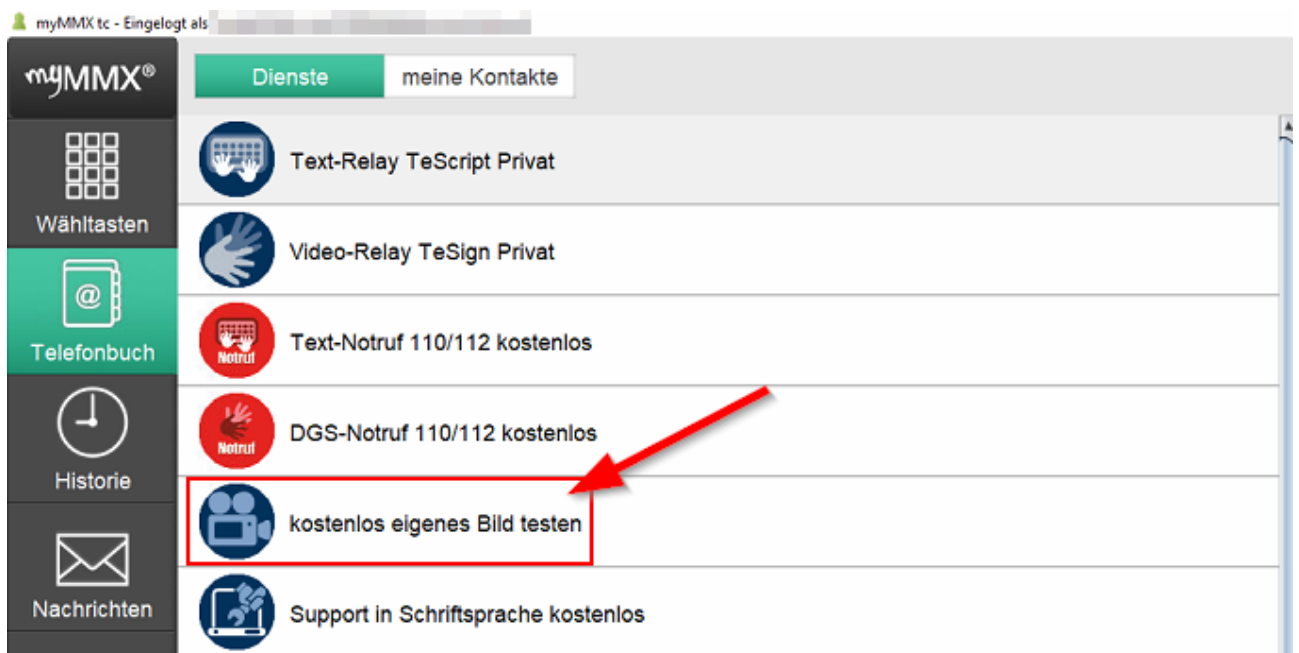 myMMX tc - Eingelogt als
myMMX®
Dienste
meine Kontakte
Wähltasten
Telefonbuch
Historie
Nachrichten
Text-Relay TeScript Privat
Video-Relay TeSign Privat
Notruf
Text-Notruf 110/112 kostenlos
Notruf
DGS-Notruf 110/112 kostenlos
kostenlos eigenes Bild testen
Support in Schriftsprache kostenlos